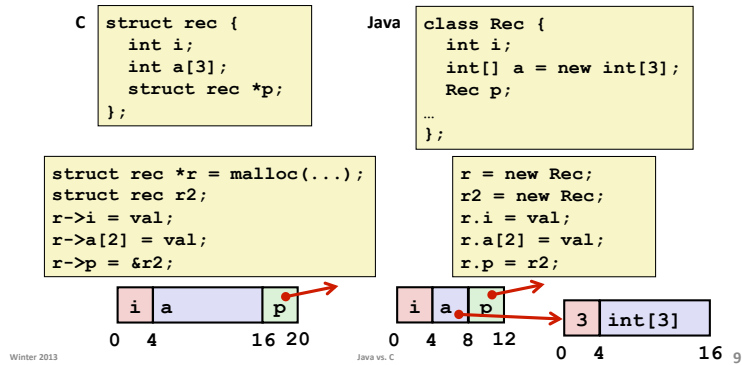 C
struct rec {
int i;
int a[3];
struct rec *p;
};
Java
class Rec {
int i;
int[] a = new int[3];
Rec p;
…
};
struct rec *r = malloc(...);
struct rec r2;
r->i = val;
r->a[2] = val;
r->p = &r2;
r = new Rec;
r2 = new Rec;
r.i = val;
r.a[2] = val;
r.p = r2;
i a p
0 4 16 20
i a p
0 4 8 12
3 int[3]
0 4 16
Winter 2013
Java vs. C
9